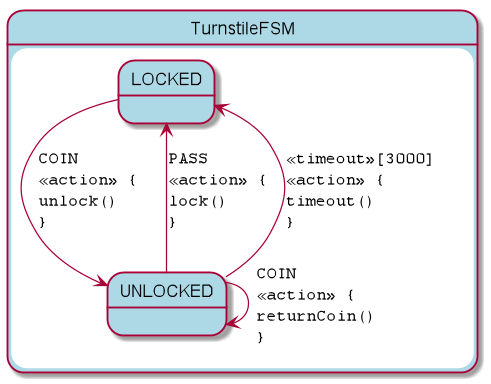 TurnstileFSM
LOCKED
COIN
«action» {
unlock()
}
PASS
«action» {
lock()
}
«timeout»[3000]
«action» {
timeout()
}
UNLOCKED
COIN
«action» {
returnCoin()
}